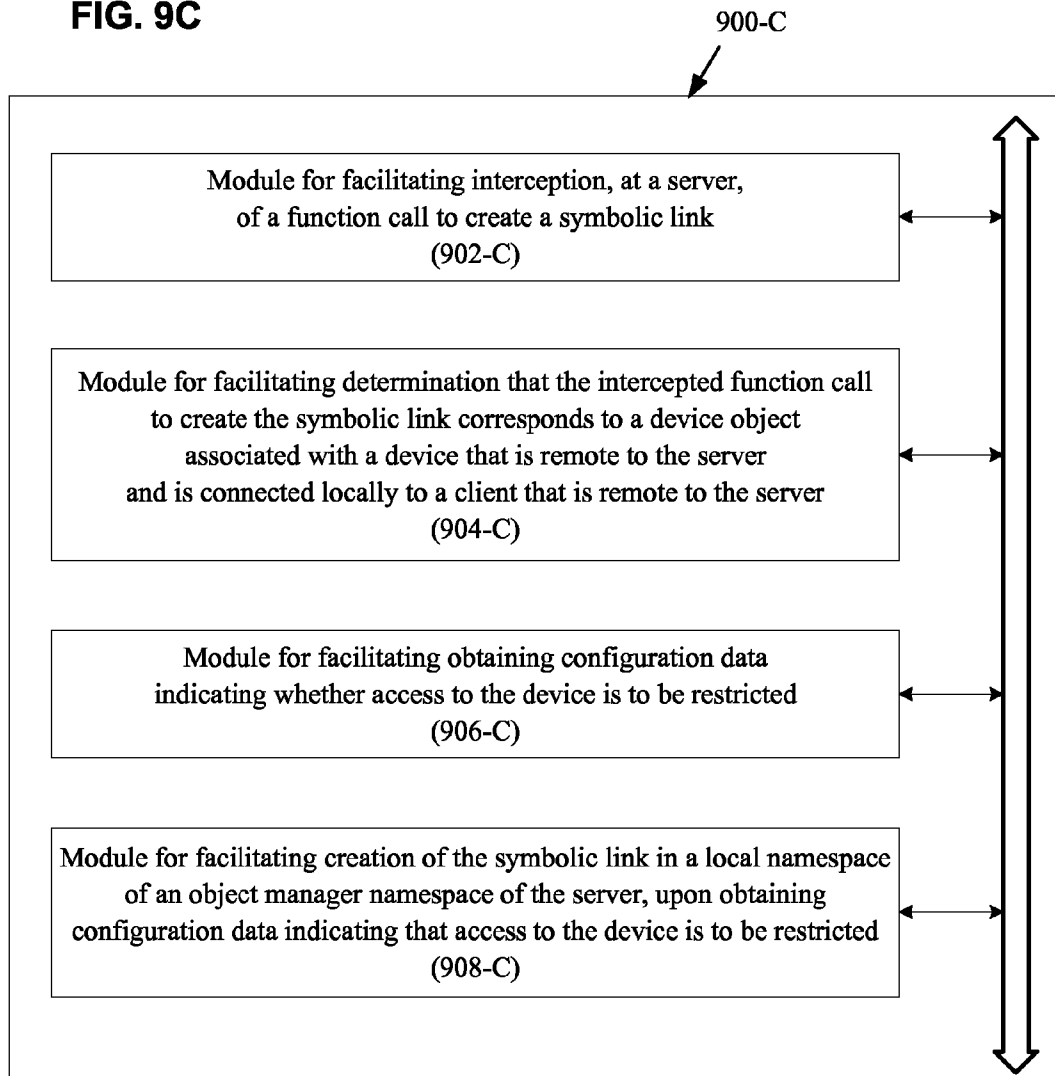 FIG. 9C
900-C
Module for facilitating interception, at a server,
of a function call to create a symbolic link
(902-C)
Module for facilitating determination that the intercepted function call
to create the symbolic link corresponds to a device object
associated with a device that is remote to the server
and is connected locally to a client that is remote to the server
(904-C)
Module for facilitating obtaining configuration data
indicating whether access to the device is to be restricted
(906-C)
Module for facilitating creation of the symbolic link in a local namespace
of an object manager namespace of the server, upon obtaining
configuration data indicating that access to the device is to be restricted
(908-C)